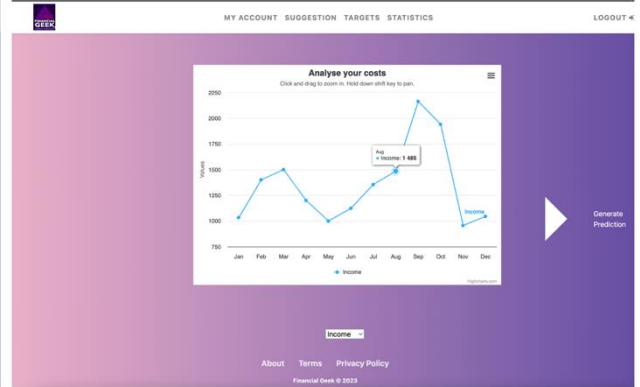 FINANCIAL
GEEK
MY ACCOUNT SUGGESTION TARGETS STATISTICS
LOGOUT
Analyse your costs
Click and drag to zoom in. Hold down shift key to pan.
2250
2000
1750
1500
1250
1000
750
Values
Aug
Income: 1 485
Income
Jan Feb Mar Apr May Jun Jul Aug Sep Oct Nov Dec
Income
Highcharts.com
Generate
Prediction
Income
About Terms Privacy Policy
Financial Geek © 2023